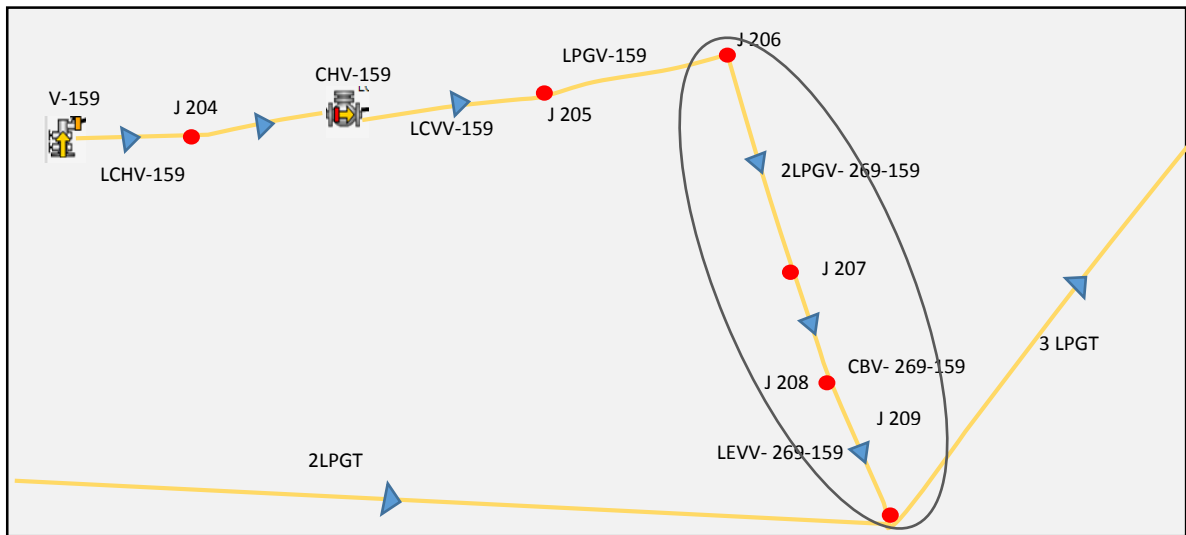 J 206
LPGV-159
CHV-159
V-159
J 204
J 205
LCVV-159
LCHV-159
2LPGV- 269-159
J 207
3 LPGT
CBV- 269-159
J 208
J 209
LEVV- 269-159
2LPGT